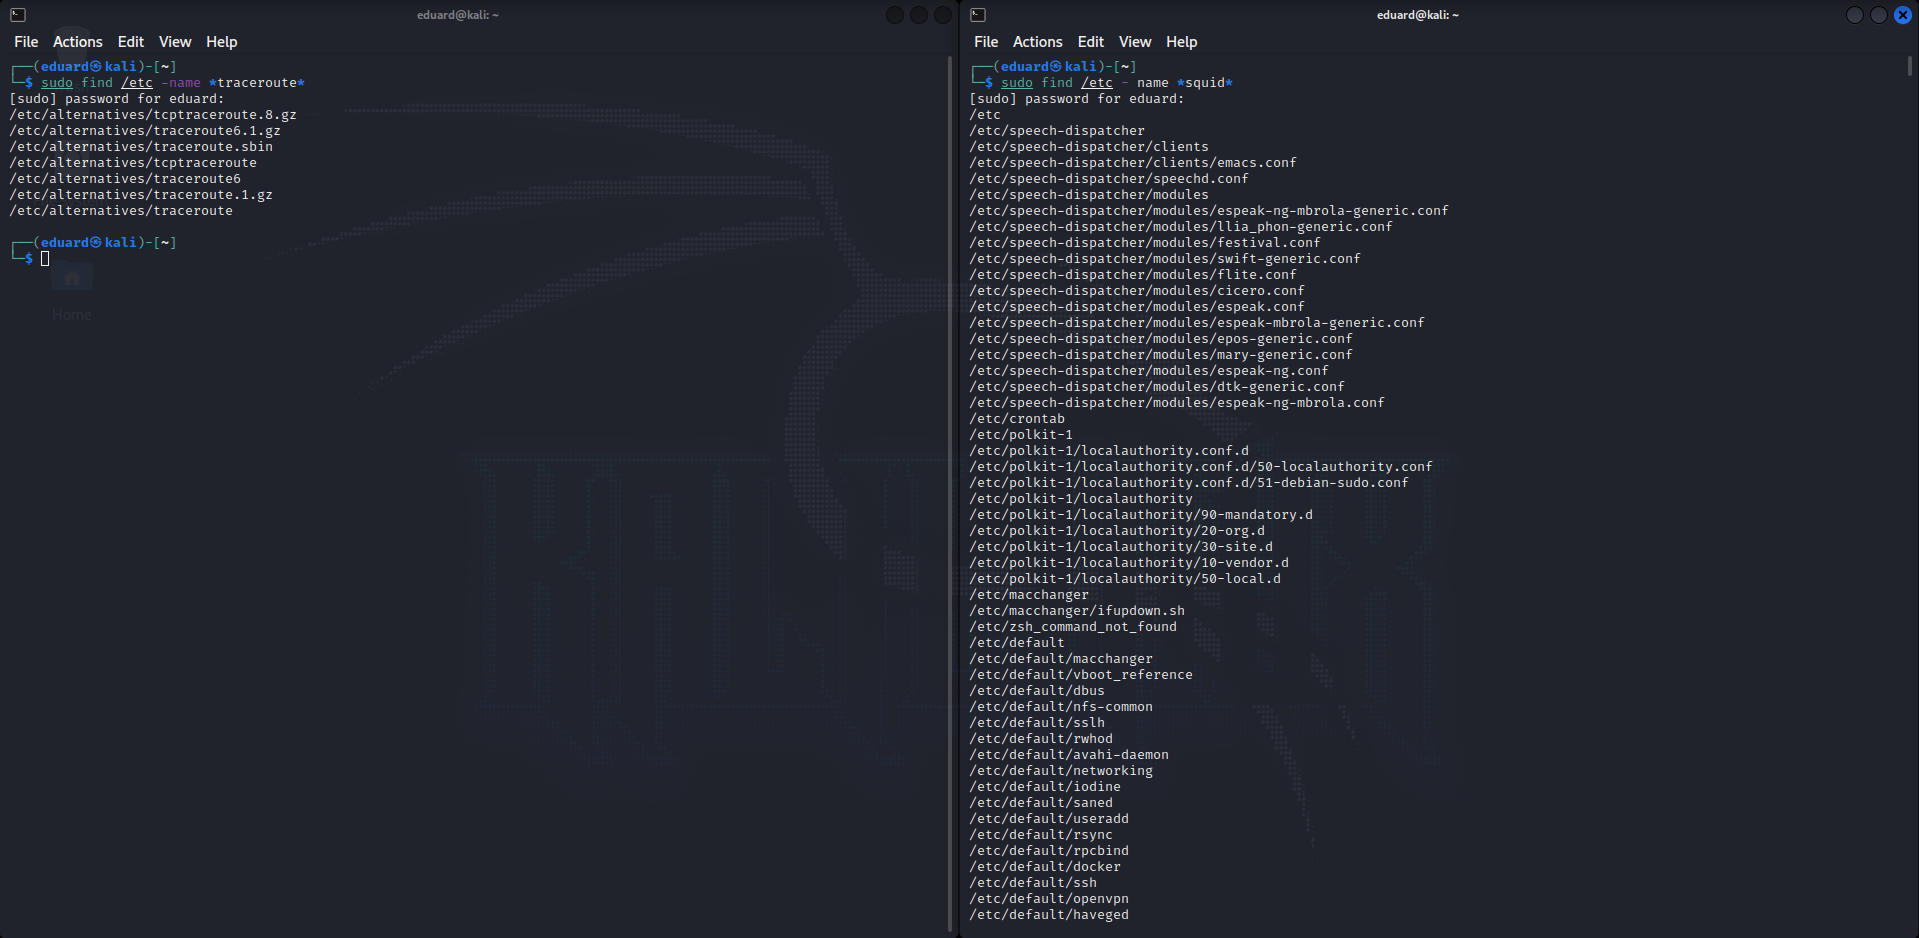 eduard@kali: ~
File Actions Edit View Help
┌──(eduard㉿kali)-[~]
└─$ sudo find /etc -name *traceroute*
[sudo] password for eduard:
/etc/alternatives/tcptraceroute.8.gz
/etc/alternatives/traceroute6.1.gz
/etc/alternatives/traceroute.sbin
/etc/alternatives/tcptraceroute
/etc/alternatives/traceroute6
/etc/alternatives/traceroute.1.gz
/etc/alternatives/traceroute
┌──(eduard㉿kali)-[~]
└─$
Home
eduard@kali: ~
File Actions Edit View Help
┌──(eduard㉿kali)-[~]
└─$ sudo find /etc - name *squid*
[sudo] password for eduard:
/etc
/etc/speech-dispatcher
/etc/speech-dispatcher/clients
/etc/speech-dispatcher/clients/emacs.conf
/etc/speech-dispatcher/speechd.conf
/etc/speech-dispatcher/modules
/etc/speech-dispatcher/modules/espeak-ng-mbrola-generic.conf
/etc/speech-dispatcher/modules/llia_phon-generic.conf
/etc/speech-dispatcher/modules/festival.conf
/etc/speech-dispatcher/modules/swift-generic.conf
/etc/speech-dispatcher/modules/flite.conf
/etc/speech-dispatcher/modules/cicero.conf
/etc/speech-dispatcher/modules/espeak.conf
/etc/speech-dispatcher/modules/espeak-mbrola-generic.conf
/etc/speech-dispatcher/modules/epos-generic.conf
/etc/speech-dispatcher/modules/mary-generic.conf
/etc/speech-dispatcher/modules/espeak-ng.conf
/etc/speech-dispatcher/modules/dtk-generic.conf
/etc/speech-dispatcher/modules/espeak-ng-mbrola.conf
/etc/crontab
/etc/polkit-1
/etc/polkit-1/localauthority.conf.d
/etc/polkit-1/localauthority.conf.d/50-localauthority.conf
/etc/polkit-1/localauthority.conf.d/51-debian-sudo.conf
/etc/polkit-1/localauthority
/etc/polkit-1/localauthority/90-mandatory.d
/etc/polkit-1/localauthority/20-org.d
/etc/polkit-1/localauthority/30-site.d
/etc/polkit-1/localauthority/10-vendor.d
/etc/polkit-1/localauthority/50-local.d
/etc/macchanger
/etc/macchanger/ifupdown.sh
/etc/zsh_command_not_found
/etc/default
/etc/default/macchanger
/etc/default/vboot_reference
/etc/default/dbus
/etc/default/nfs-common
/etc/default/sslh
/etc/default/rwhod
/etc/default/avahi-daemon
/etc/default/networking
/etc/default/iodine
/etc/default/saned
/etc/default/useradd
/etc/default/rsync
/etc/default/rpcbind
/etc/default/docker
/etc/default/ssh
/etc/default/openvpn
/etc/default/haveged